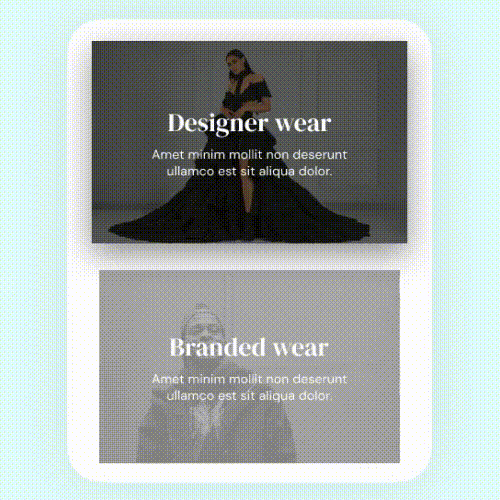 Designer wear
Amet minim mollit non deserunt
ullamco est sit aliqua dolor.
Branded wear
Amet minim mollit non deserunt
ullamco est sit aliqua dolor.